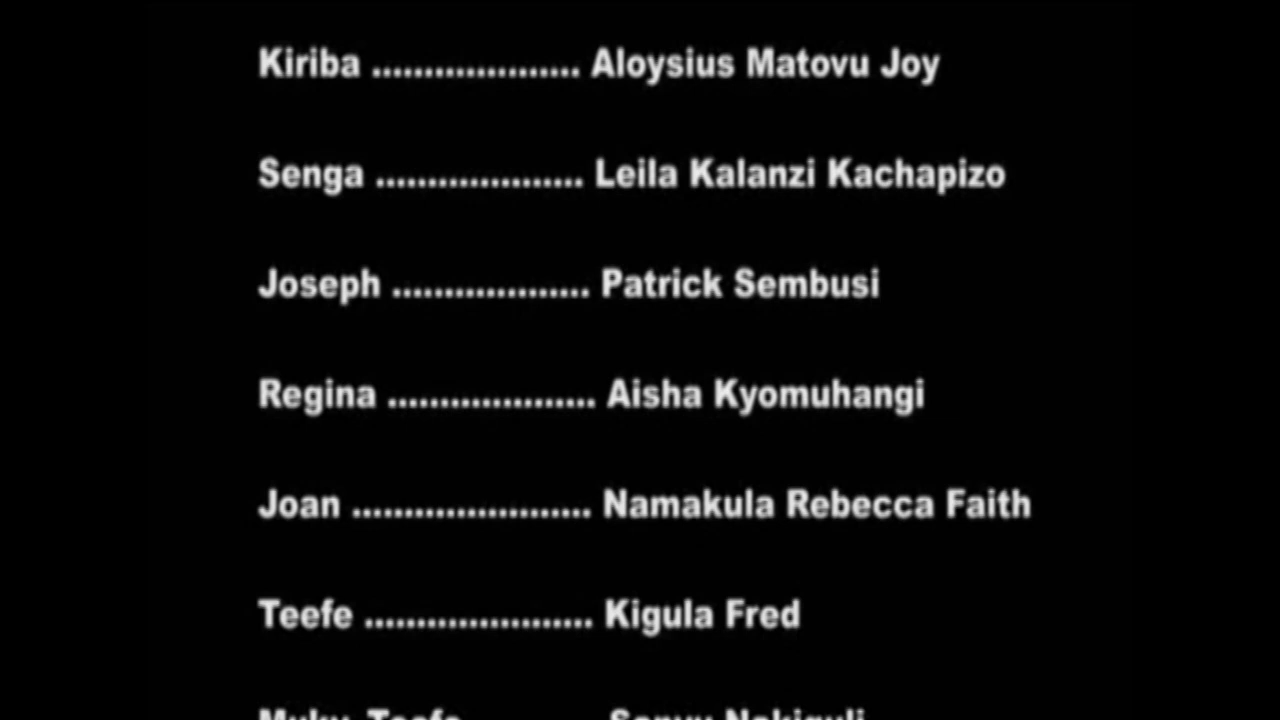 Kiriba .................... Aloysius Matovu Joy
Senga .................... Leila Kalanzi Kachapizo
Joseph ................... Patrick Sembusi
Regina .................... Aisha Kyomuhangi
Joan ....................... Namakula Rebecca Faith
Teefe ...................... Kigula Fred